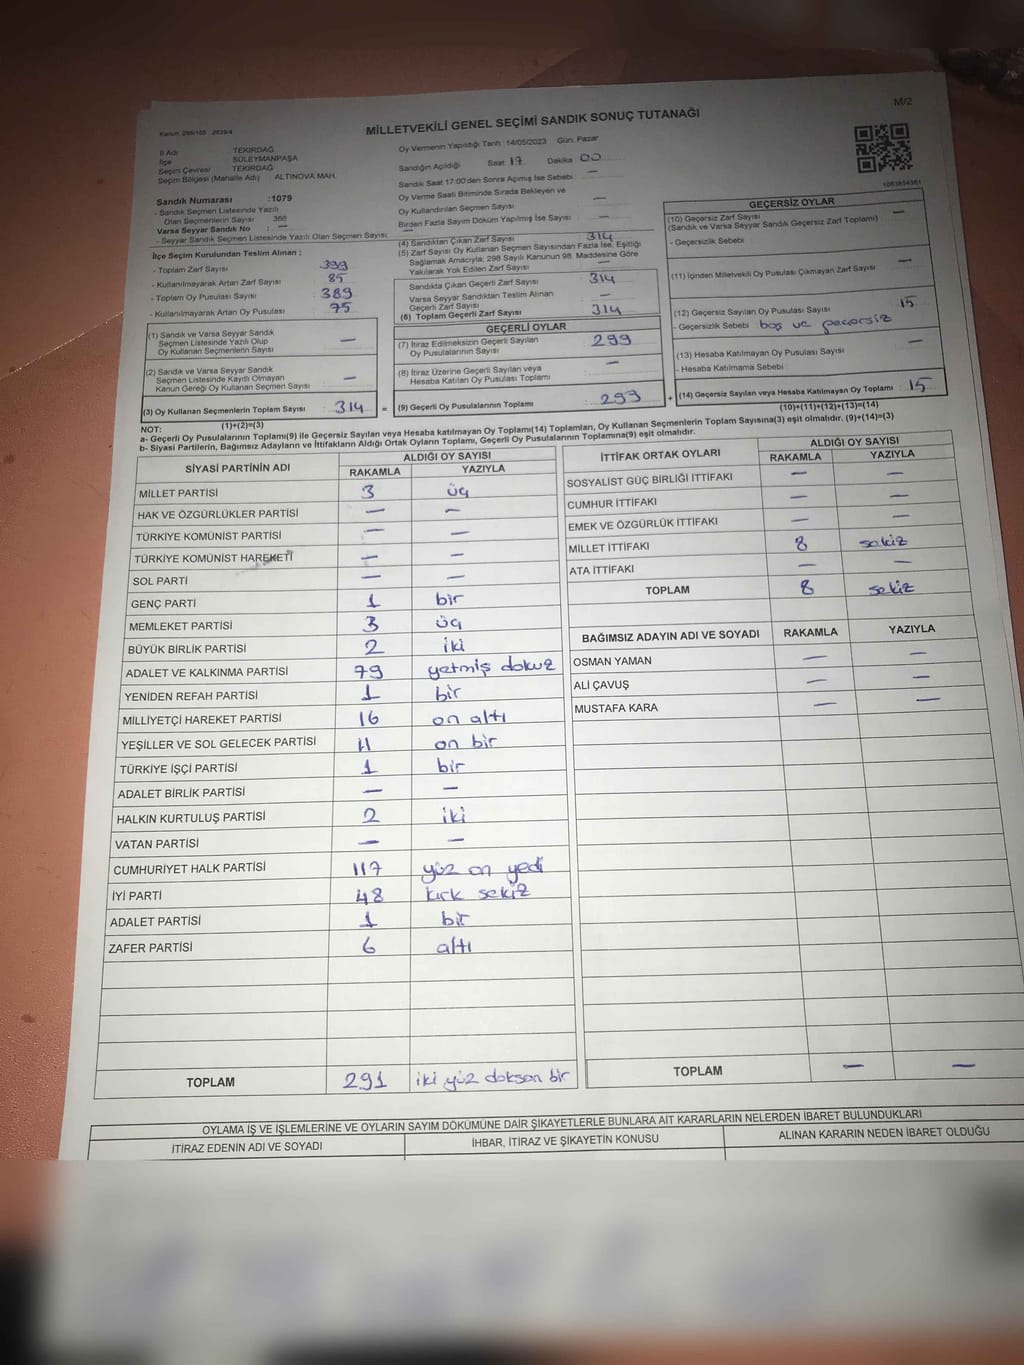 M/2
MİLLETVEKİLİ GENEL SEÇİMİ SANDIK SONUÇ TUTANAĞI
İl Adı TEKİRDAĞ
İlçe SÜLEYMANPAŞA
Seçim Çevresi TEKİRDAĞ
Seçim Bölgesi (Mahalle Adı) ALTINOVA MAH.
Oy Vermenin Yapıldığı Tarih :14/05/2023 Gün: Pazar
Sandığın Açıldığı Saat 17 Dakika 00
Sandık Saat 17:00'den Sonra Açılmış İse Sebebi : —
Oy Verme Saati Bitiminde Sırada Bekleyen ve
Oy Kullandırılan Seçmen Sayısı —
Birden Fazla Sayım Döküm Yapılmış İse Sayısı —
Sandık Numarası :1079
- Sandık Seçmen Listesinde Yazılı
Olan Seçmenlerin Sayısı 366
Varsa Seyyar Sandık No : —
- Seyyar Sandık Seçmen Listesinde Yazılı Olan Seçmen Sayısı: —
İlçe Seçim Kurulundan Teslim Alınan ;
- Toplam Zarf Sayısı 399
- Kullanılmayarak Artan Zarf Sayısı 85
- Toplam Oy Pusulası Sayısı 389
- Kullanılmayarak Artan Oy Pusulası 75
(4) Sandıktan Çıkan Zarf Sayısı 314
(5) Zarf Sayısı Oy Kullanan Seçmen Sayısından Fazla İse, Eşitliği
Sağlamak Amacıyla, 298 Sayılı Kanunun 98. Maddesine Göre
Yakılarak Yok Edilen Zarf Sayısı —
Sandıkta Çıkan Geçerli Zarf Sayısı 314
Varsa Seyyar Sandıktan Teslim Alınan
Geçerli Zarf Sayısı —
(6) Toplam Geçerli Zarf Sayısı 314
GEÇERSİZ OYLAR
(10) Geçersiz Zarf Sayısı —
(Sandık ve Varsa Seyyar Sandık Geçersiz Zarf Toplamı)
- Geçersizlik Sebebi
(11) İçinden Milletvekili Oy Pusulası Çıkmayan Zarf Sayısı —
(12) Geçersiz Sayılan Oy Pusulası Sayısı 15
- Geçersizlik Sebebi boş ve geçersiz
(13) Hesaba Katılmayan Oy Pusulası Sayısı —
- Hesaba Katılmama Sebebi
(14) Geçersiz Sayılan veya Hesaba Katılmayan Oy Toplamı : 15
(10)+(11)+(12)+(13)=(14)
(1) Sandık ve Varsa Seyyar Sandık
Seçmen Listesinde Yazılı Olup
Oy Kullanan Seçmenlerin Sayısı —
(2) Sandık ve Varsa Seyyar Sandık
Seçmen Listesinde Kayıtlı Olmayan
Kanun Gereği Oy Kullanan Seçmen Sayısı —
(3) Oy Kullanan Seçmenlerin Toplam Sayısı : 314 =
(1)+(2)=(3)
GEÇERLİ OYLAR
(7) İtiraz Edilmeksizin Geçerli Sayılan
Oy Pusulalarının Sayısı 299
(8) İtiraz Üzerine Geçerli Sayılan veya
Hesaba Katılan Oy Pusulası Toplamı —
(9) Geçerli Oy Pusulalarının Toplamı : 299 +
NOT:
a- Geçerli Oy Pusulalarının Toplamı(9) ile Geçersiz Sayılan veya Hesaba katılmayan Oy Toplamı(14) Toplamları, Oy Kullanan Seçmenlerin Toplam Sayısına(3) eşit olmalıdır. (9)+(14)=(3)
b- Siyasi Partilerin, Bağımsız Adayların ve İttifakların Aldığı Ortak Oyların Toplamı, Geçerli Oy Pusulalarının Toplamına(9) eşit olmalıdır.
SİYASİ PARTİNİN ADI ALDIĞI OY SAYISI
RAKAMLA YAZIYLA
MİLLET PARTİSİ 3 üç
HAK VE ÖZGÜRLÜKLER PARTİSİ — —
TÜRKİYE KOMÜNİST PARTİSİ — —
TÜRKİYE KOMÜNİST HAREKETİ — —
SOL PARTİ — —
GENÇ PARTİ 1 bir
MEMLEKET PARTİSİ 3 üç
BÜYÜK BİRLİK PARTİSİ 2 iki
ADALET VE KALKINMA PARTİSİ 79 yetmiş dokuz
YENİDEN REFAH PARTİSİ 1 bir
MİLLİYETÇİ HAREKET PARTİSİ 16 on altı
YEŞİLLER VE SOL GELECEK PARTİSİ 11 on bir
TÜRKİYE İŞÇİ PARTİSİ 1 bir
ADALET BİRLİK PARTİSİ — —
HALKIN KURTULUŞ PARTİSİ 2 iki
VATAN PARTİSİ — —
CUMHURİYET HALK PARTİSİ 117 yüz on yedi
İYİ PARTİ 48 kırk sekiz
ADALET PARTİSİ 1 bir
ZAFER PARTİSİ 6 altı
TOPLAM 291 iki yüz doksan bir
İTTİFAK ORTAK OYLARI ALDIĞI OY SAYISI
RAKAMLA YAZIYLA
SOSYALİST GÜÇ BİRLİĞİ İTTİFAKI — —
CUMHUR İTTİFAKI — —
EMEK VE ÖZGÜRLÜK İTTİFAKI — —
MİLLET İTTİFAKI 8 sekiz
ATA İTTİFAKI — —
TOPLAM 8 sekiz
BAĞIMSIZ ADAYIN ADI VE SOYADI RAKAMLA YAZIYLA
OSMAN YAMAN — —
ALİ ÇAVUŞ — —
MUSTAFA KARA — —
TOPLAM — —
OYLAMA İŞ VE İŞLEMLERİNE VE OYLARIN SAYIM DÖKÜMÜNE DAİR ŞİKAYETLERLE BUNLARA AİT KARARLARIN NELERDEN İBARET BULUNDUKLARI
İTİRAZ EDENİN ADI VE SOYADI İHBAR, İTİRAZ VE ŞİKAYETİN KONUSU ALINAN KARARIN NEDEN İBARET OLDUĞU